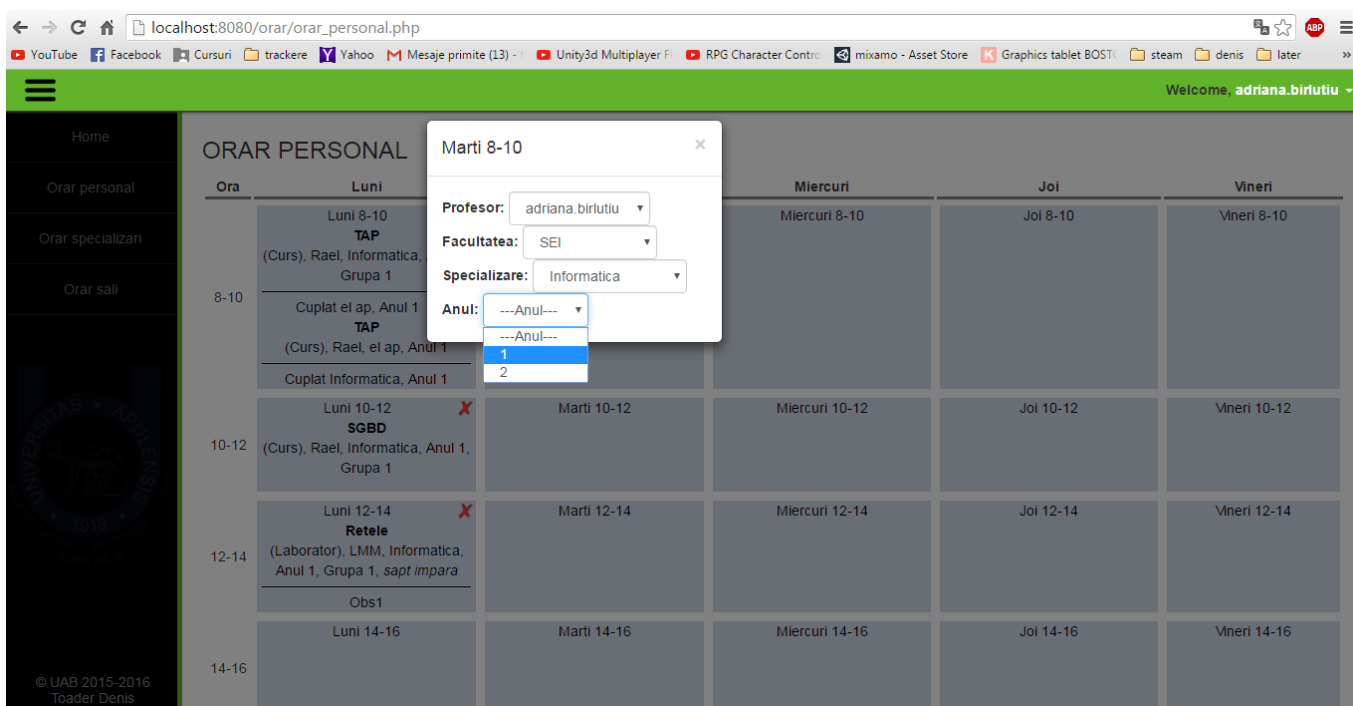 localhost:8080/orar/orar_personal.php
ABP
YouTube Facebook Cursuri trackere Yahoo Mesaje primite (13) - Unity3d Multiplayer RPG Character Contro mixamo - Asset Store Graphics tablet BOST steam denis later »
Welcome, adriana.birlutiu
Home
Orar personal
Orar specializari
Orar sali
UNIVERSITAS APULENSIS
1918
© UAB 2015-2016
Toader Denis
ORAR PERSONAL
Ora Luni Miercuri Joi Vineri
8-10
Luni 8-10
TAP
(Curs), Rael, Informatica,
Grupa 1
Cuplat el ap, Anul 1
TAP
(Curs), Rael, el ap, Anul 1
Cuplat Informatica, Anul 1
Miercuri 8-10
Joi 8-10
Vineri 8-10
Marti 8-10 ×
Profesor: adriana.birlutiu
Facultatea: SEI
Specializare: Informatica
Anul: ---Anul---
---Anul---
1
2
10-12
Luni 10-12 ✘
SGBD
(Curs), Rael, Informatica, Anul 1,
Grupa 1
Marti 10-12
Miercuri 10-12
Joi 10-12
Vineri 10-12
12-14
Luni 12-14 ✘
Retele
(Laborator), LMM, Informatica,
Anul 1, Grupa 1, sapt impara
Obs1
Marti 12-14
Miercuri 12-14
Joi 12-14
Vineri 12-14
14-16
Luni 14-16
Marti 14-16
Miercuri 14-16
Joi 14-16
Vineri 14-16